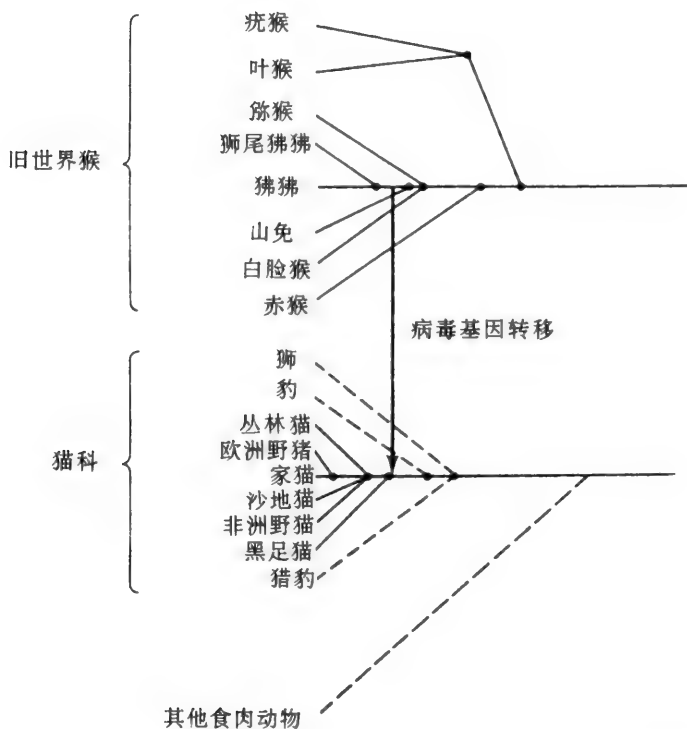 疣猴
叶猴
猕猴
狮尾狒狒
旧世界猴
狒狒
山免
白脸猴
赤猴
病毒基因转移
狮
豹
丛林猫
欧洲野猪
猫科
家猫
沙地猫
非洲野猫
黑足猫
猎豹
其他食肉动物